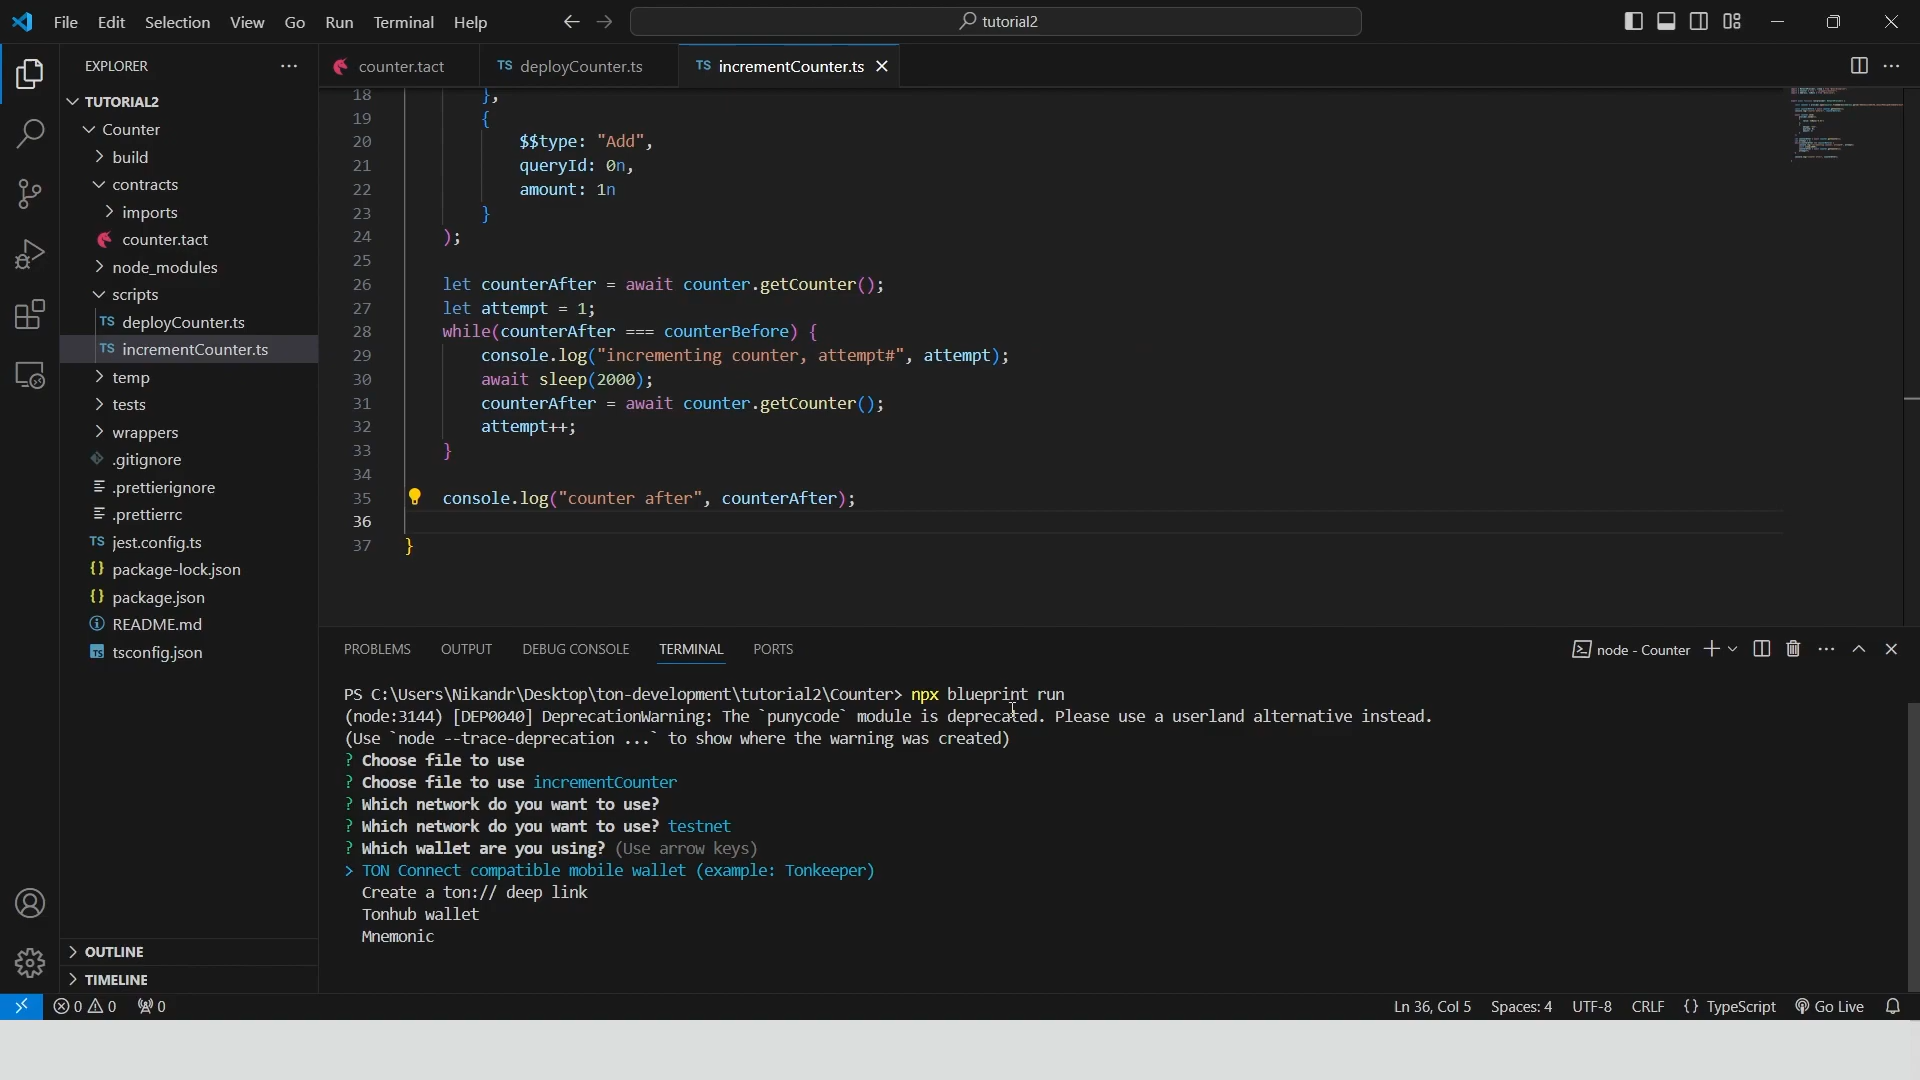 File Edit Selection View Go Run Terminal Help
tutorial2
EXPLORER
TUTORIAL2
Counter
build
contracts
imports
counter.tact
node_modules
scripts
TS deployCounter.ts
TS incrementCounter.ts
temp
tests
wrappers
.gitignore
.prettierignore
.prettierrc
TS jest.config.ts
{} package-lock.json
{} package.json
README.md
TS tsconfig.json
OUTLINE
TIMELINE
counter.tact
TS deployCounter.ts
TS incrementCounter.ts
18 },
19 {
20 $$type: "Add",
21 queryId: 0n,
22 amount: 1n
23 }
24 );
25
26 let counterAfter = await counter.getCounter();
27 let attempt = 1;
28 while(counterAfter === counterBefore) {
29 console.log("incrementing counter, attempt#", attempt);
30 await sleep(2000);
31 counterAfter = await counter.getCounter();
32 attempt++;
33 }
34
35 console.log("counter after", counterAfter);
36
37 }
PROBLEMS OUTPUT DEBUG CONSOLE TERMINAL PORTS
node - Counter
PS C:\Users\Nikandr\Desktop\ton-development\tutorial2\Counter> npx blueprint run
(node:3144) [DEP0040] DeprecationWarning: The `punycode` module is deprecated. Please use a userland alternative instead.
(Use `node --trace-deprecation ...` to show where the warning was created)
? Choose file to use
? Choose file to use incrementCounter
? Which network do you want to use?
? Which network do you want to use? testnet
? Which wallet are you using? (Use arrow keys)
> TON Connect compatible mobile wallet (example: Tonkeeper)
Create a ton:// deep link
Tonhub wallet
Mnemonic
0 0 0
Ln 36, Col 5 Spaces: 4 UTF-8 CRLF {} TypeScript Go Live